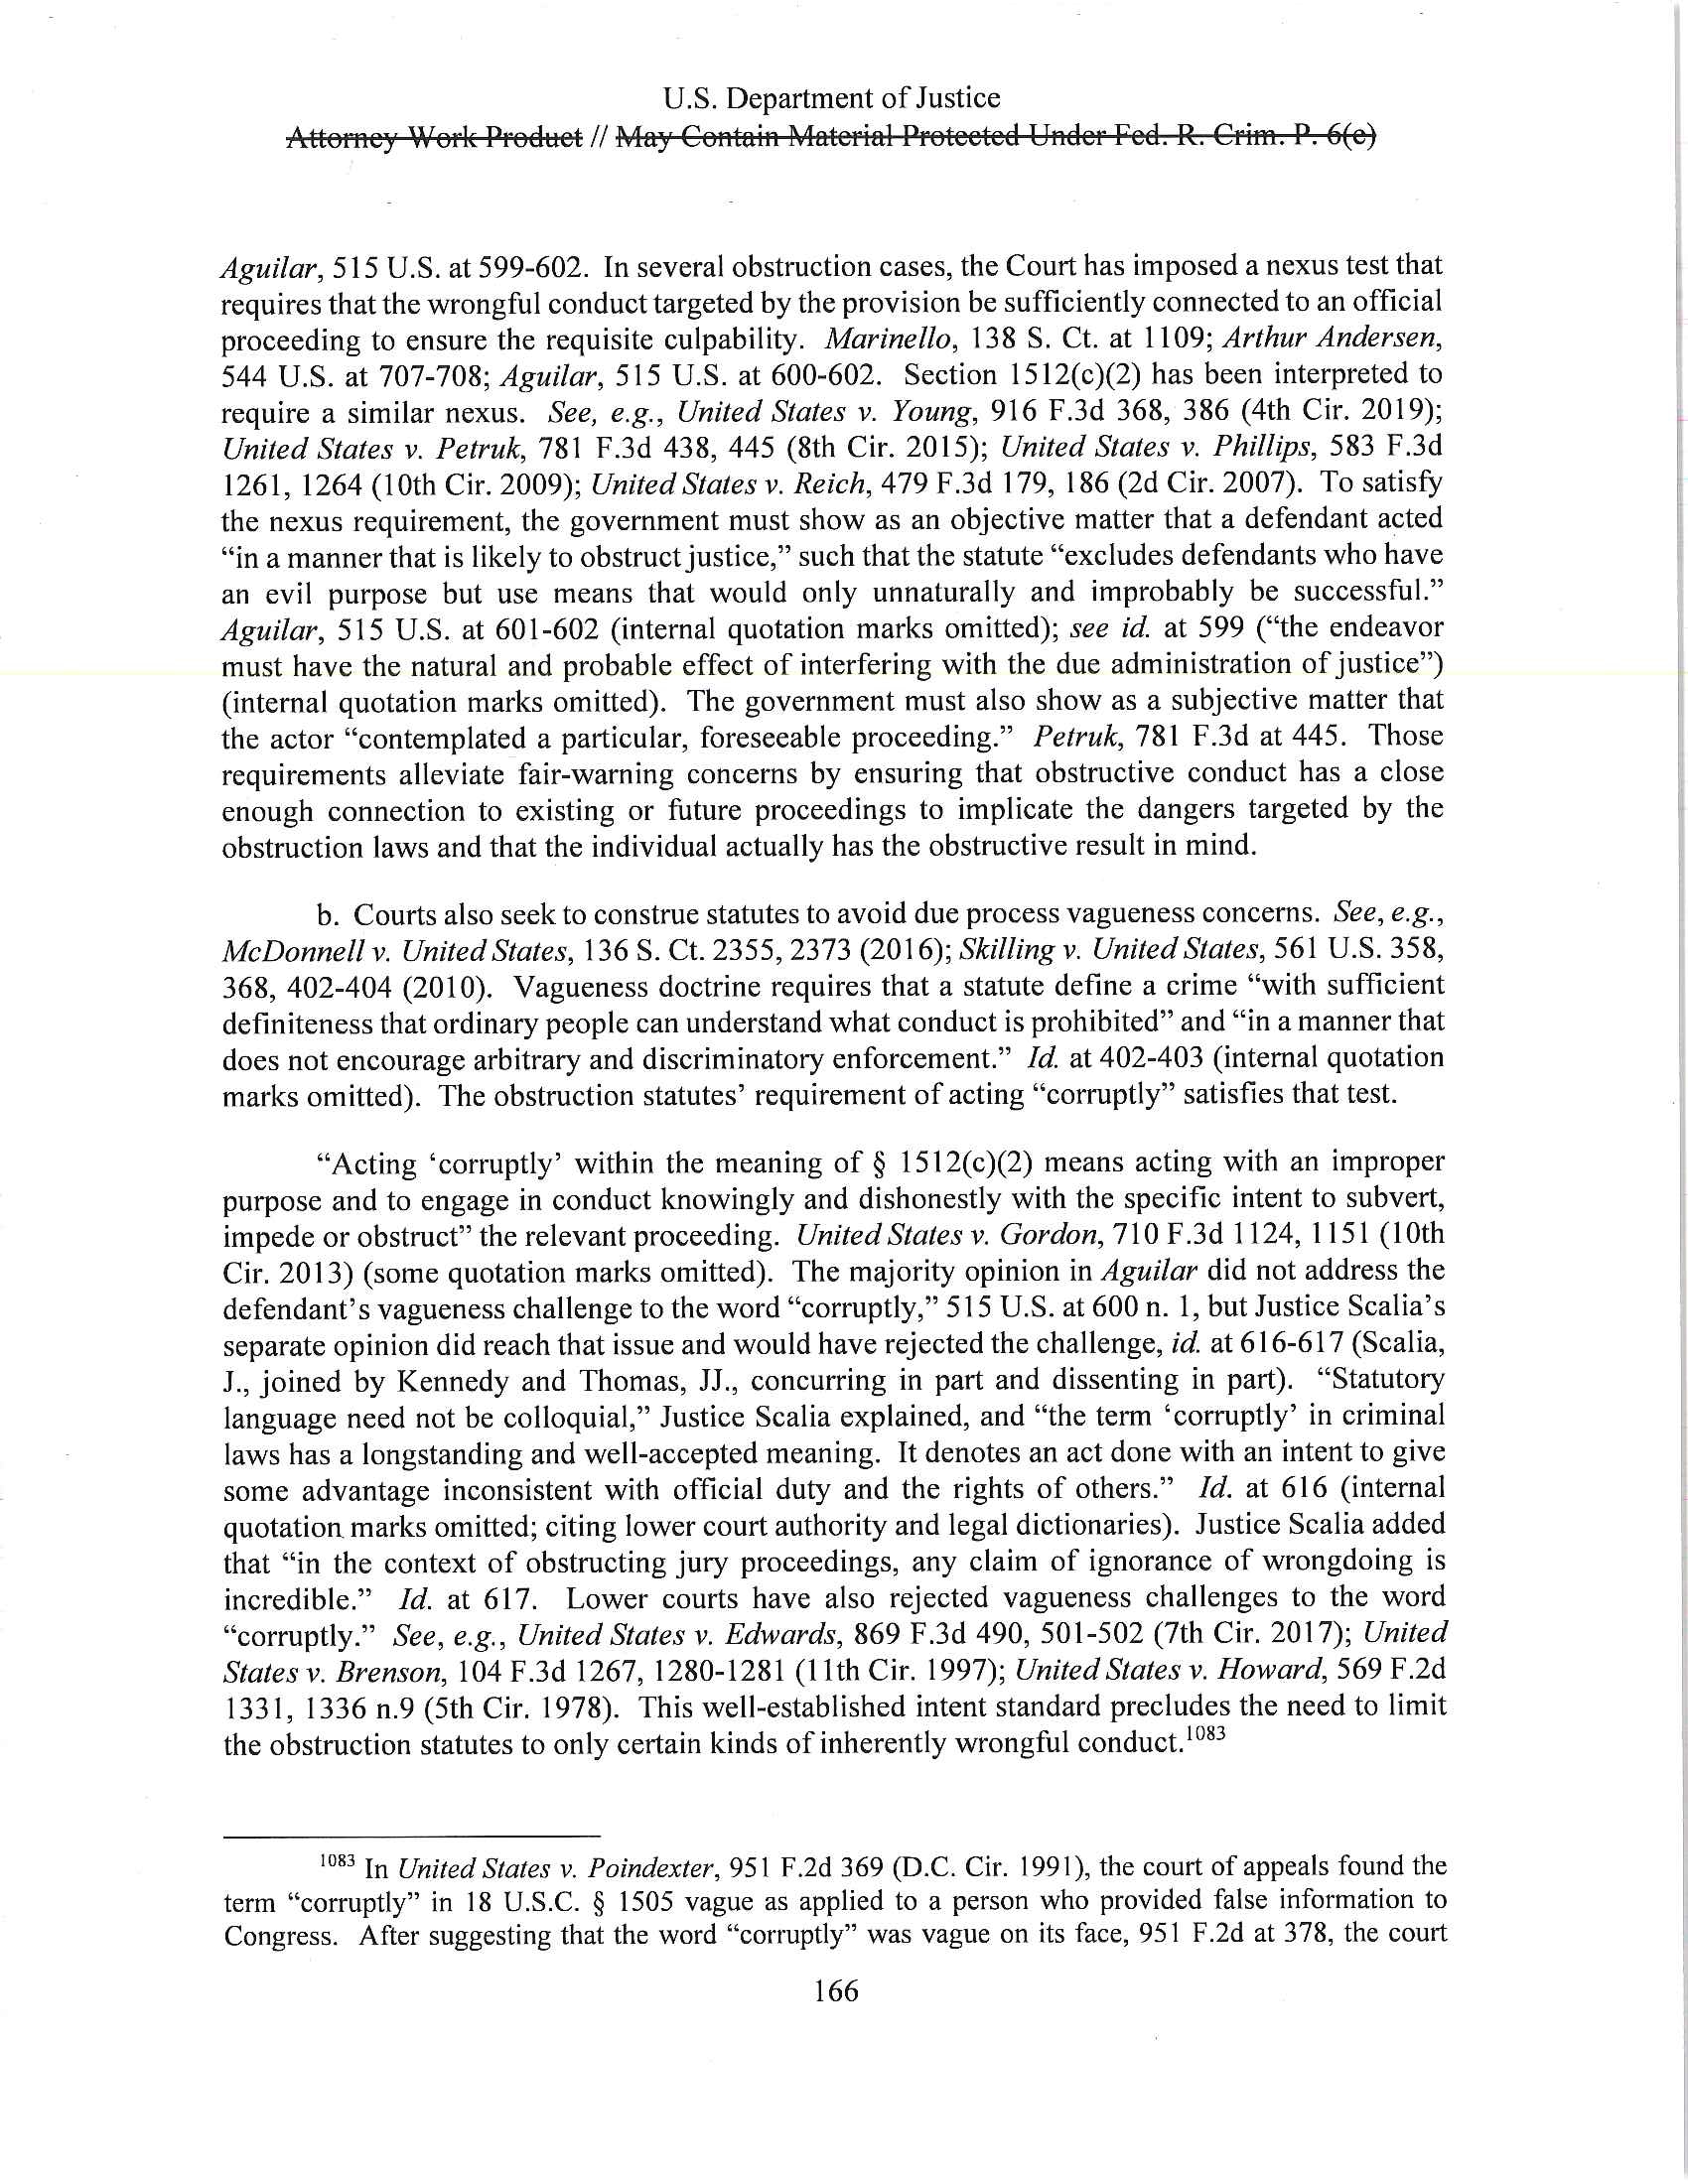 U.S. Department of Justice
Attorney Work Product // May Contain Material Protected Under Fed. R. Crim. P. 6(e)
Aguilar, 515 U.S. at 599-602. In several obstruction cases, the Court has imposed a nexus test that
requires that the wrongful conduct targeted by the provision be sufficiently connected to an official
proceeding to ensure the requisite culpability. Marinello, 138 S. Ct. at 1109; Arthur Andersen,
544 U.S. at 707-708; Aguilar, 515 U.S. at 600-602. Section 1512(c)(2) has been interpreted to
require a similar nexus. See, e.g., United States v. Young, 916 F.3d 368, 386 (4th Cir. 2019);
United States v. Petruk, 781 F.3d 438, 445 (8th Cir. 2015); United States v. Phillips, 583 F.3d
1261, 1264 (10th Cir. 2009); United States v. Reich, 479 F.3d 179, 186 (2d Cir. 2007). To satisfy
the nexus requirement, the government must show as an objective matter that a defendant acted
“in a manner that is likely to obstruct justice,” such that the statute “excludes defendants who have
an evil purpose but use means that would only unnaturally and improbably be successful.”
Aguilar, 515 U.S. at 601-602 (internal quotation marks omitted); see id. at 599 (“the endeavor
must have the natural and probable effect of interfering with the due administration of justice”)
(internal quotation marks omitted). The government must also show as a subjective matter that
the actor “contemplated a particular, foreseeable proceeding.” Petruk, 781 F.3d at 445. Those
requirements alleviate fair-warning concerns by ensuring that obstructive conduct has a close
enough connection to existing or future proceedings to implicate the dangers targeted by the
obstruction laws and that the individual actually has the obstructive result in mind.
b. Courts also seek to construe statutes to avoid due process vagueness concerns. See, e.g.,
McDonnell v. United States, 136 S. Ct. 2355, 2373 (2016); Skilling v. United States, 561 U.S. 358,
368, 402-404 (2010). Vagueness doctrine requires that a statute define a crime “with sufficient
definiteness that ordinary people can understand what conduct is prohibited” and “in a manner that
does not encourage arbitrary and discriminatory enforcement.” Id. at 402-403 (internal quotation
marks omitted). The obstruction statutes’ requirement of acting “corruptly” satisfies that test.
“Acting ‘corruptly’ within the meaning of § 1512(c)(2) means acting with an improper
purpose and to engage in conduct knowingly and dishonestly with the specific intent to subvert,
impede or obstruct” the relevant proceeding. United States v. Gordon, 710 F.3d 1124, 1151 (10th
Cir. 2013) (some quotation marks omitted). The majority opinion in Aguilar did not address the
defendant’s vagueness challenge to the word “corruptly,” 515 U.S. at 600 n. 1, but Justice Scalia’s
separate opinion did reach that issue and would have rejected the challenge, id. at 616-617 (Scalia,
J., joined by Kennedy and Thomas, JJ., concurring in part and dissenting in part). “Statutory
language need not be colloquial,” Justice Scalia explained, and “the term ‘corruptly’ in criminal
laws has a longstanding and well-accepted meaning. It denotes an act done with an intent to give
some advantage inconsistent with official duty and the rights of others.” Id. at 616 (internal
quotation marks omitted; citing lower court authority and legal dictionaries). Justice Scalia added
that “in the context of obstructing jury proceedings, any claim of ignorance of wrongdoing is
incredible.” Id. at 617. Lower courts have also rejected vagueness challenges to the word
“corruptly.” See, e.g., United States v. Edwards, 869 F.3d 490, 501-502 (7th Cir. 2017); United
States v. Brenson, 104 F.3d 1267, 1280-1281 (11th Cir. 1997); United States v. Howard, 569 F.2d
1331, 1336 n.9 (5th Cir. 1978). This well-established intent standard precludes the need to limit
the obstruction statutes to only certain kinds of inherently wrongful conduct.1083
1083 In United States v. Poindexter, 951 F.2d 369 (D.C. Cir. 1991), the court of appeals found the
term “corruptly” in 18 U.S.C. § 1505 vague as applied to a person who provided false information to
Congress. After suggesting that the word “corruptly” was vague on its face, 951 F.2d at 378, the court
166